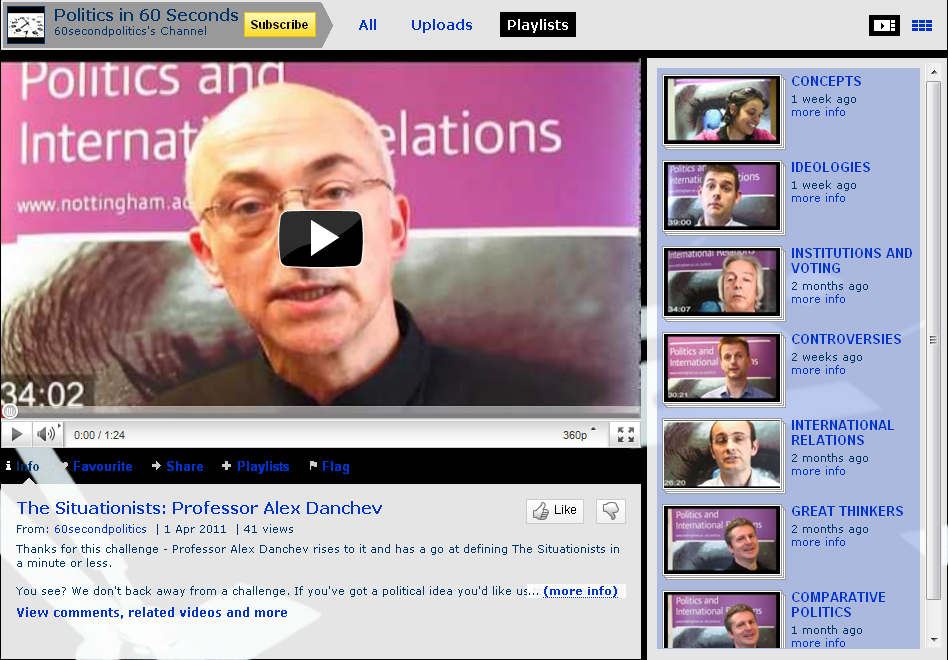 Politics in 60 Seconds
60secondpolitics's Channel
Subscribe
All
Uploads
Playlists
Politics and
International Relations
www.nottingham.ac
34:02
0:00 / 1:24
360p
Info
Favourite
Share
Playlists
Flag
The Situationists: Professor Alex Danchev
Like
From: 60secondpolitics | 1 Apr 2011 | 41 views
Thanks for this challenge - Professor Alex Danchev rises to it and has a go at defining The Situationists in
a minute or less.
You see? We don't back away from a challenge. If you've got a political idea you'd like us... (more info)
View comments, related videos and more
CONCEPTS
1 week ago
more info
Politics and
Internati
39:00
IDEOLOGIES
1 week ago
more info
International Relations
34:07
INSTITUTIONS AND
VOTING
2 months ago
more info
Politics and
International
30:21
CONTROVERSIES
2 weeks ago
more info
26:20
INTERNATIONAL
RELATIONS
2 months ago
more info
Politics and
International
GREAT THINKERS
2 months ago
more info
Politics and
International
COMPARATIVE
POLITICS
1 month ago
more info